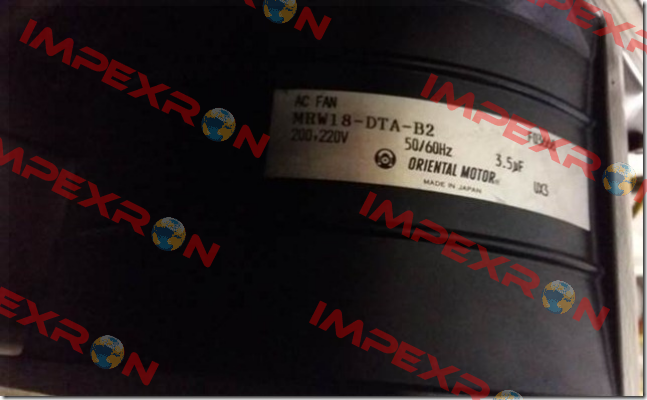 IMPEXRON
IMPEXRON
IMPEXRON
AC FAN
MRW18-DTA-B2
200·220V
50/60Hz
3.5µF
ORIENTAL MOTOR®
UX3
MADE IN JAPAN
IMPEXRON
IMPEXRON
IMPEXRON
IMPEXRON